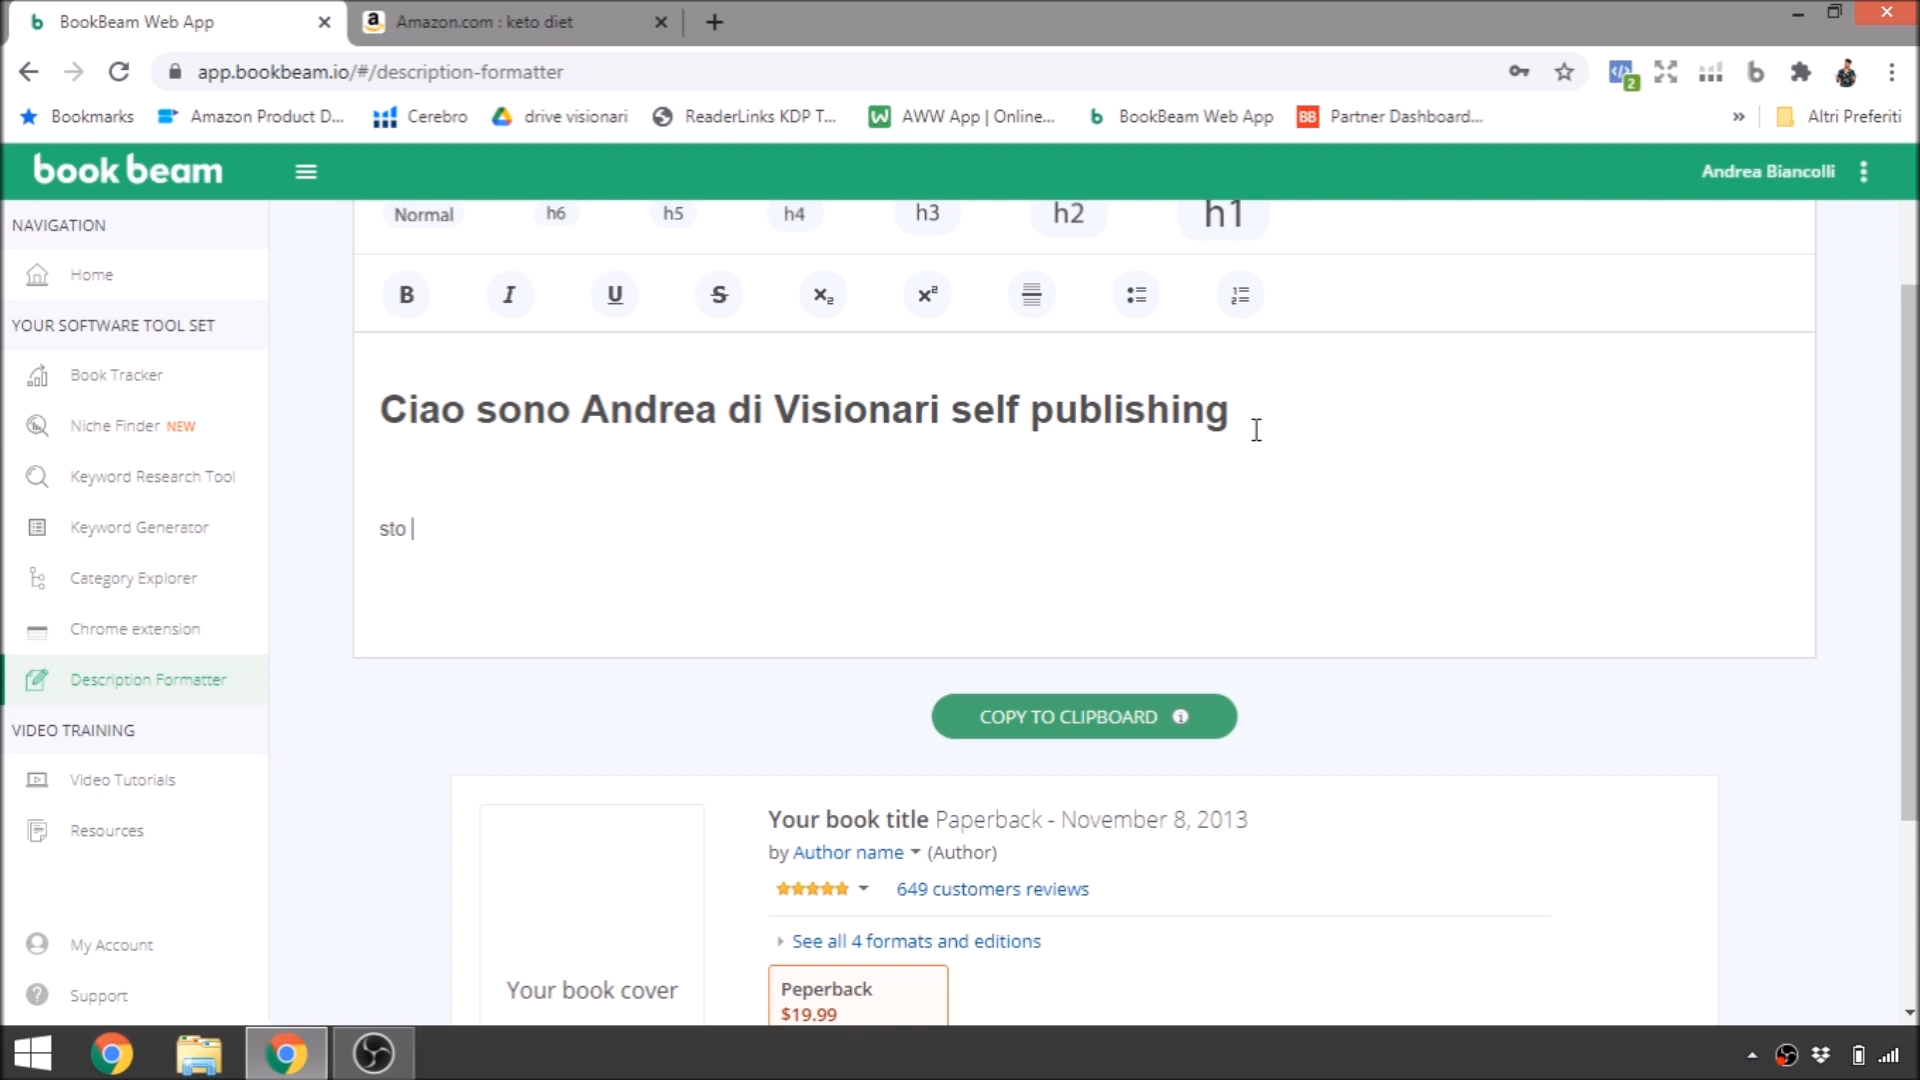 BookBeam Web App
Amazon.com : keto diet
app.bookbeam.io/#/description-formatter
2
Bookmarks
Amazon Product D...
Cerebro
drive visionari
ReaderLinks KDP T...
AWW App | Online...
BookBeam Web App
BB
Partner Dashboard...
»
Altri Preferiti
book beam
Andrea Biancolli
NAVIGATION
Home
YOUR SOFTWARE TOOL SET
Book Tracker
Niche Finder NEW
Keyword Research Tool
Keyword Generator
Category Explorer
Chrome extension
Description Formatter
VIDEO TRAINING
Video Tutorials
Resources
My Account
Support
Normal h6 h5 h4 h3 h2 h1
B I U S x₂ x²
Ciao sono Andrea di Visionari self publishing
sto
COPY TO CLIPBOARD
Your book cover
Your book title Paperback - November 8, 2013
by Author name (Author)
649 customers reviews
See all 4 formats and editions
Peperback
$19.99